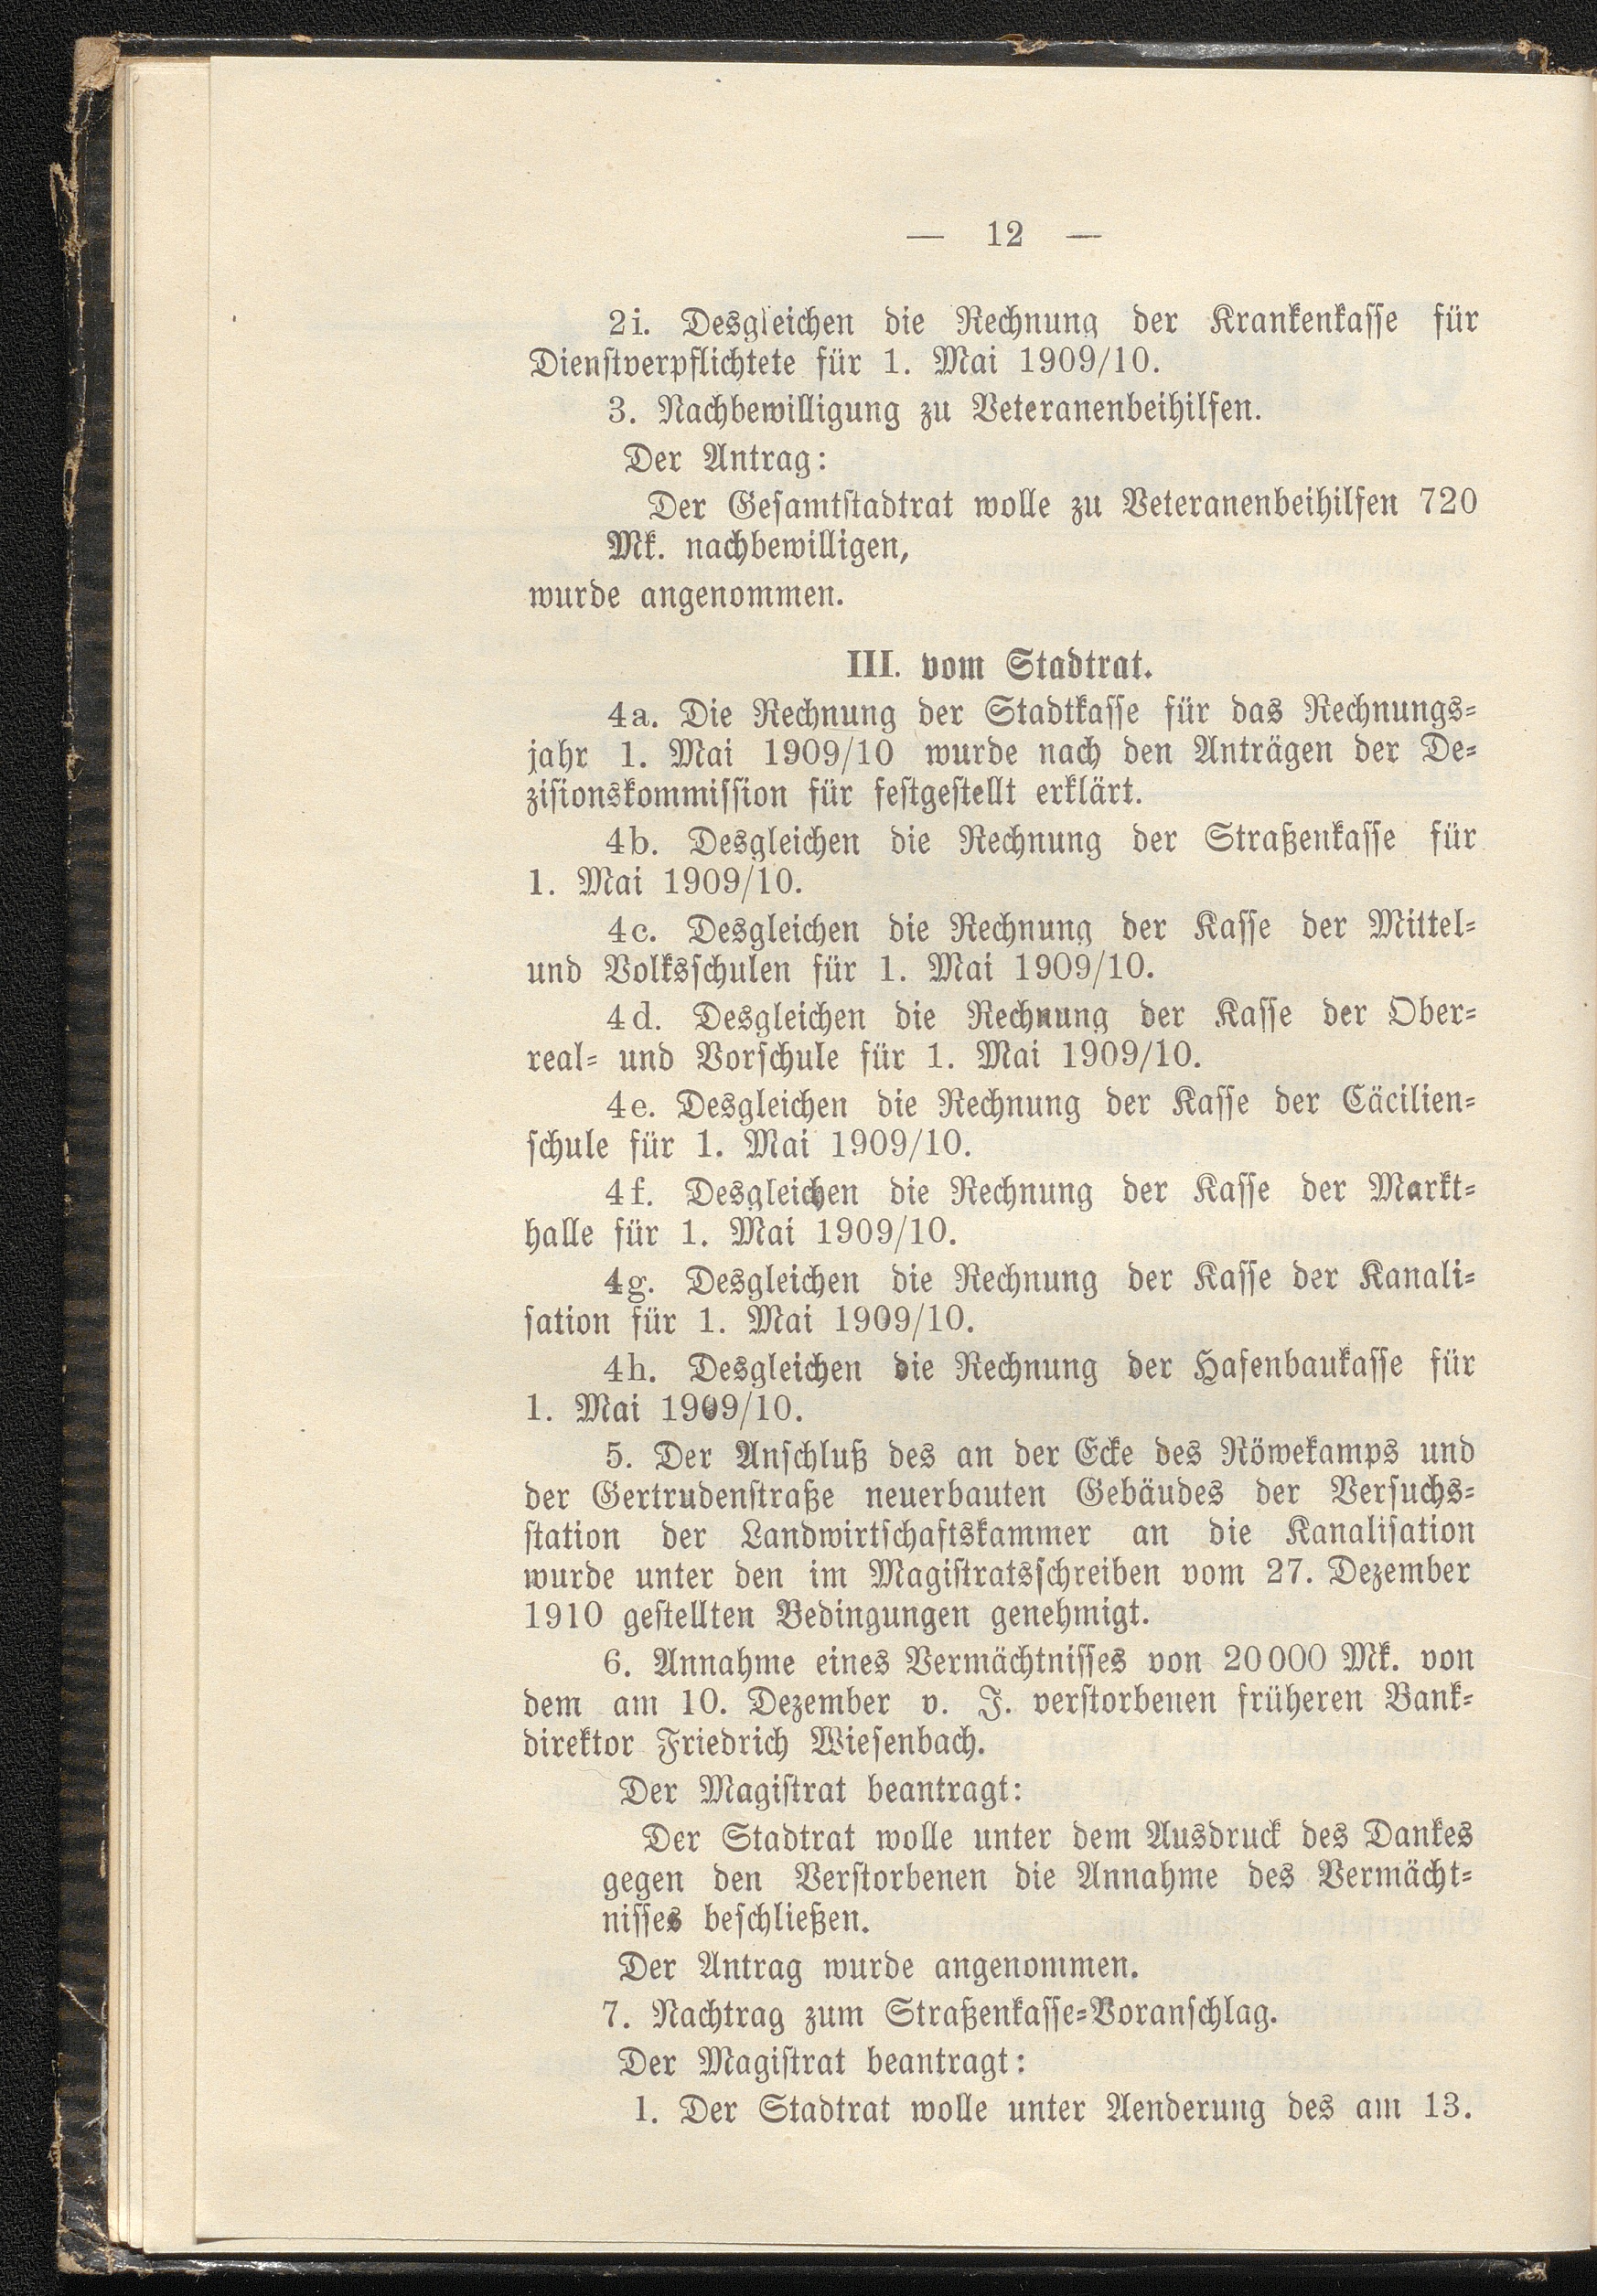 — 12 —
2i. Desgleichen die Rechnung der Krankenkasse für
Dienstverpflichtete für 1. Mai 1909/10.
3. Nachbewilligung zu Veteranenbeihilfen.
Der Antrag:
Der Gesamtstadtrat wolle zu Veteranenbeihilfen 720
Mk. nachbewilligen,
wurde angenommen.
III. vom Stadtrat.
4a. Die Rechnung der Stadtkasse für das Rechnungs-
jahr 1. Mai 1909/10 wurde nach den Anträgen der De-
zisionskommission für festgestellt erklärt.
4b. Desgleichen die Rechnung der Straßenkasse für
1. Mai 1909/10.
4c. Desgleichen die Rechnung der Kasse der Mittel-
und Volksschulen für 1. Mai 1909/10.
4d. Desgleichen die Rechnung der Kasse der Ober-
real- und Vorschule für 1. Mai 1909/10.
4e. Desgleichen die Rechnung der Kasse der Cäcilien-
schule für 1. Mai 1909/10.
4f. Desgleichen die Rechnung der Kasse der Markt-
halle für 1. Mai 1909/10.
4g. Desgleichen die Rechnung der Kasse der Kanali-
sation für 1. Mai 1909/10.
4h. Desgleichen die Rechnung der Hafenbaukasse für
1. Mai 1909/10.
5. Der Anschluß des an der Ecke des Röwekamps und
der Gertrudenstraße neuerbauten Gebäudes der Versuchs-
station der Landwirtschaftskammer an die Kanalisation
wurde unter den im Magistratsschreiben vom 27. Dezember
1910 gestellten Bedingungen genehmigt.
6. Annahme eines Vermächtnisses von 20000 Mk. von
dem am 10. Dezember v. J. verstorbenen früheren Bank-
direktor Friedrich Wiesenbach.
Der Magistrat beantragt:
Der Stadtrat wolle unter dem Ausdruck des Dankes
gegen den Verstorbenen die Annahme des Vermächt-
nisses beschließen.
Der Antrag wurde angenommen.
7. Nachtrag zum Straßenkasse-Voranschlag.
Der Magistrat beantragt:
1. Der Stadtrat wolle unter Aenderung des am 13.